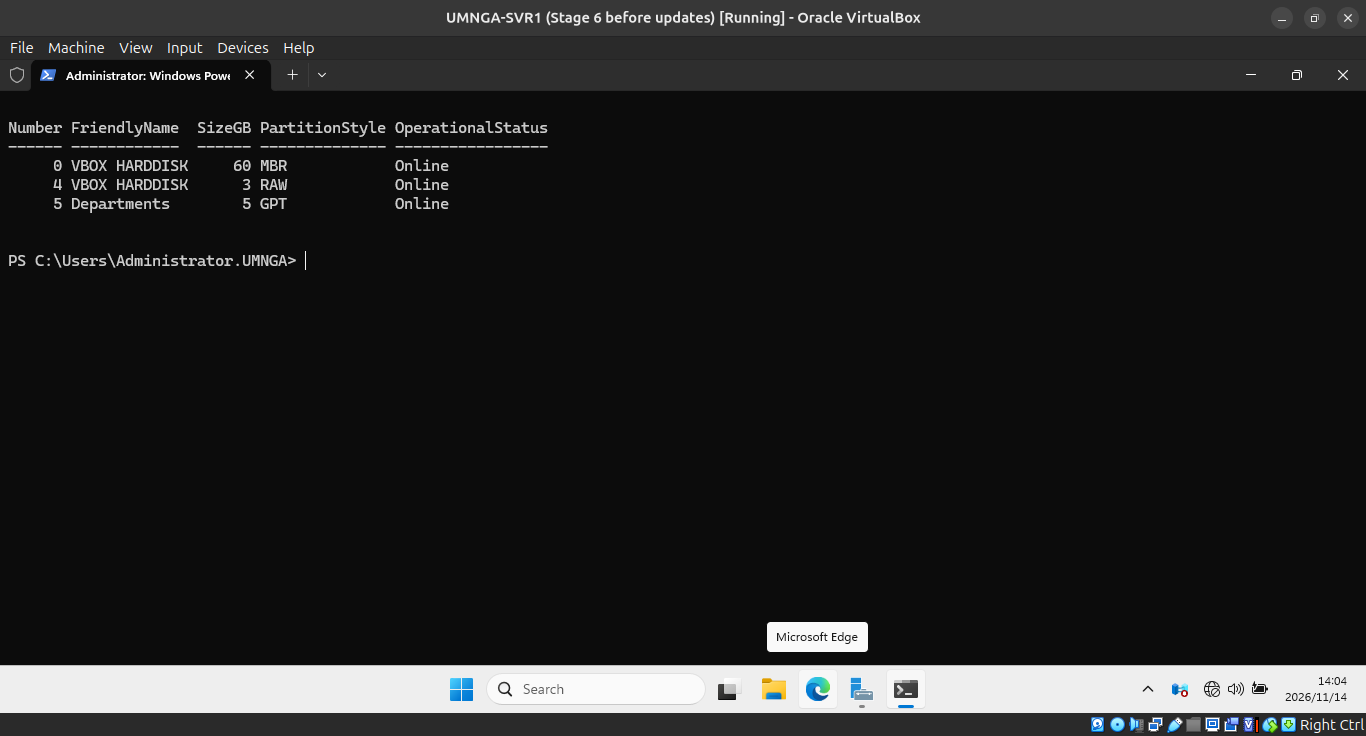 UMNGA-SVR1 (Stage 6 before updates) [Running] - Oracle VirtualBox
File Machine View Input Devices Help
Administrator: Windows Powe
Number FriendlyName SizeGB PartitionStyle OperationalStatus
------ ------------ ------ -------------- -----------------
0 VBOX HARDDISK 60 MBR Online
4 VBOX HARDDISK 3 RAW Online
5 Departments 5 GPT Online
PS C:\Users\Administrator.UMNGA>
Microsoft Edge
Search
14:04
2026/11/14
Right Ctrl